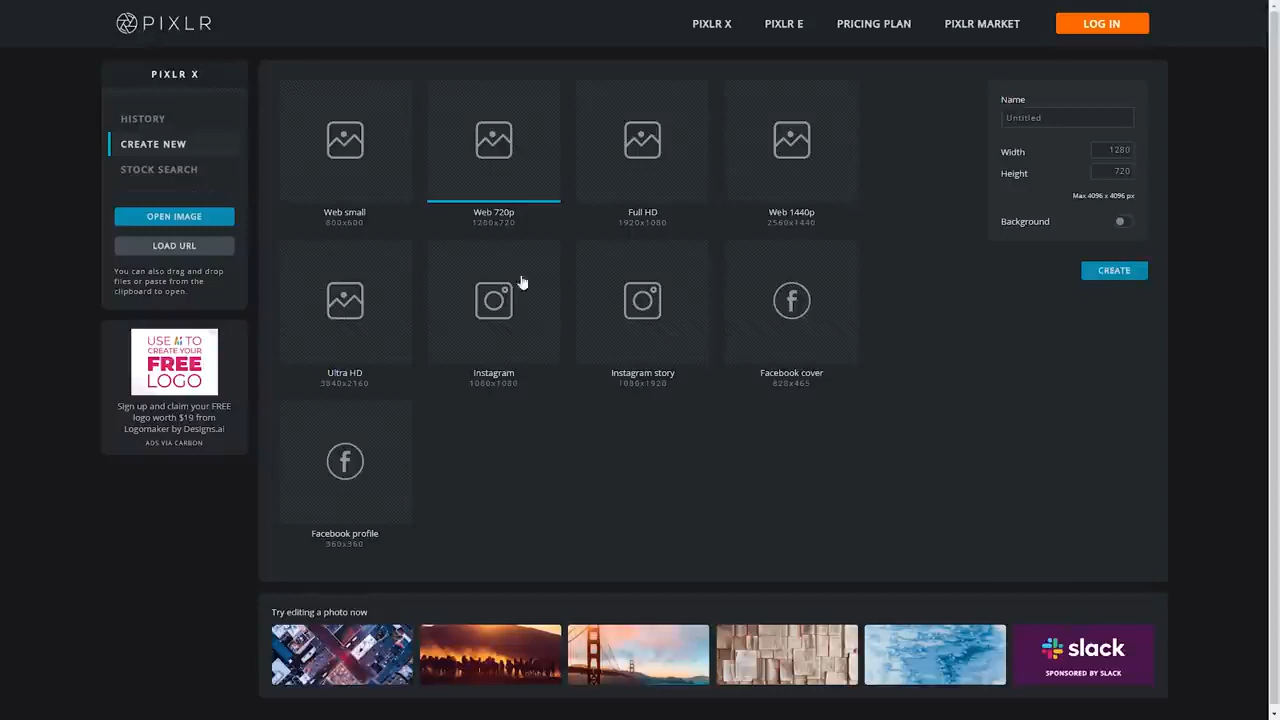 PIXLR
PIXLR X
PIXLR E
PRICING PLAN
PIXLR MARKET
LOG IN
PIXLR X
HISTORY
CREATE NEW
STOCK SEARCH
OPEN IMAGE
LOAD URL
You can also drag and drop
files or paste from the
clipboard to open.
USE AI TO
CREATE YOUR
FREE
LOGO
Sign up and claim your FREE
logo worth $19 from
Logomaker by Designs.ai
ADS VIA CARBON
Web small
800x600
Web 720p
1280x720
Full HD
1920x1080
Web 1440p
2560x1440
Ultra HD
3840x2160
Instagram
1080x1080
Instagram story
1080x1920
Facebook cover
828x465
Facebook profile
360x360
Name
Untitled
Width
1280
Height
720
Max 4096 x 4096 px
Background
CREATE
Try editing a photo now
slack
SPONSORED BY SLACK